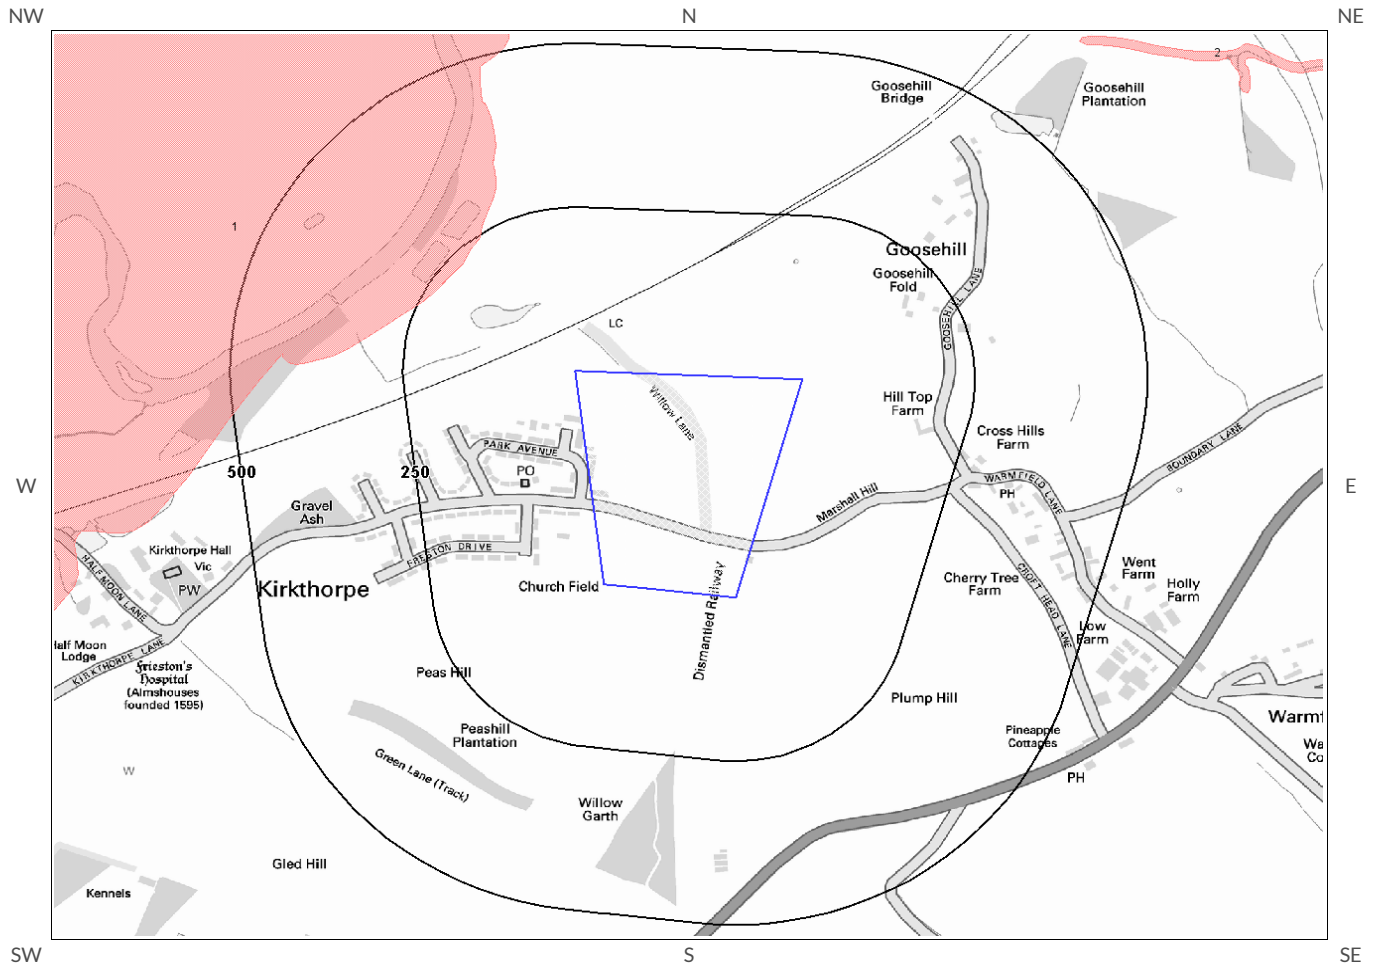 NW
N
NE
2
Goosehill
Bridge
Goosehill
Plantation
1
Goosehill
Goosehill
Fold
GOOSEHILL LANE
LC
Willow Lane
Hill Top
Farm
Cross Hills
Farm
BOUNDARY LANE
PARK AVENUE
PO
500
250
W
E
WARMFIELD LANE
PH
Marshall Hill
Gravel
Ash
Kirkthorpe Hall
Vic
PW
HALF MOON LANE
FRESTON DRIVE
Kirkthorpe
Church Field
Dismantled Railway
Cherry Tree
Farm
CROFT HEAD LANE
Went
Farm
Holly
Farm
Low
Farm
Half Moon
Lodge
KIRKTHORPE LANE
Frieston's
Hospital
(Almshouses
founded 1595)
Peas Hill
Plump Hill
Peashill
Plantation
Green Lane (Track)
Pineapple
Cottages
PH
Warmf
Wa
Co
W
Willow
Garth
Gled Hill
Kennels
SW
S
SE